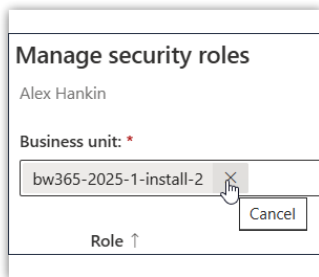 Manage security roles
Alex Hankin
Business unit: *
bw365-2025-1-install-2
Cancel
Role ↑